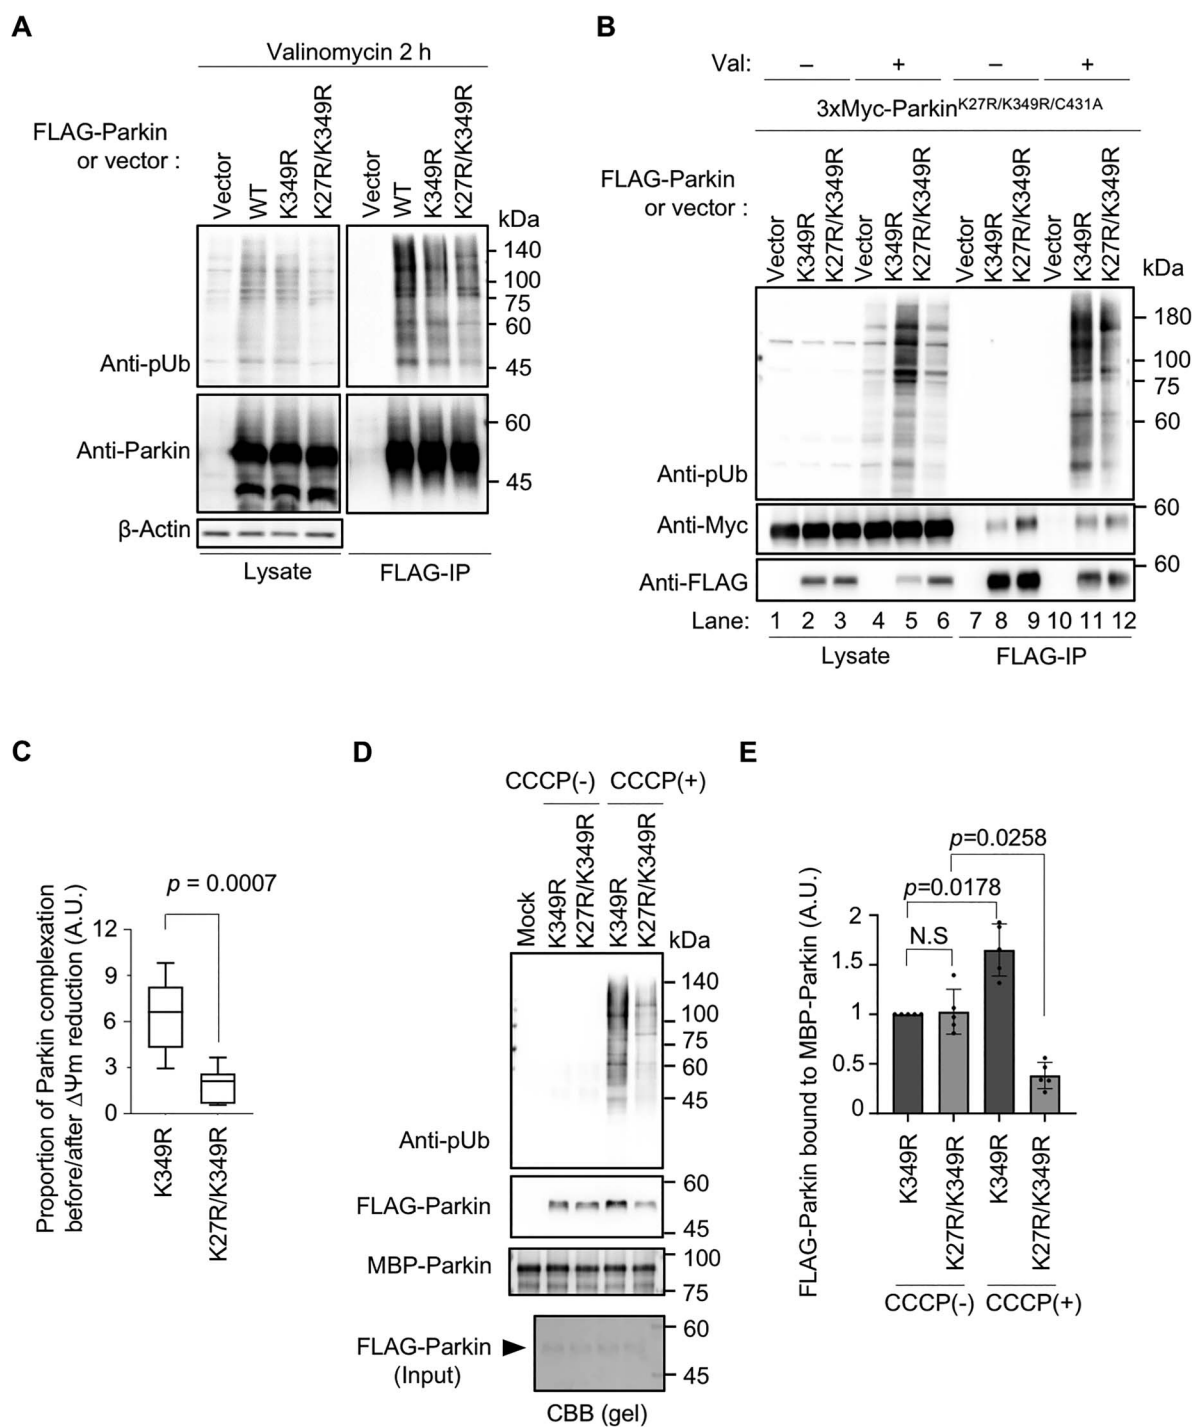 A
Valinomycin 2 h
FLAG-Parkin
or vector :
Vector
WT
K349R
K27R/K349R
Vector
WT
K349R
K27R/K349R
kDa
140
100
75
60
45
Anti-pUb
60
45
Anti-Parkin
β-Actin
Lysate
FLAG-IP
B
Val:
–
+
–
+
3xMyc-ParkinK27R/K349R/C431A
FLAG-Parkin
or vector :
Vector
K349R
K27R/K349R
Vector
K349R
K27R/K349R
Vector
K349R
K27R/K349R
Vector
K349R
K27R/K349R
kDa
180
100
75
60
Anti-pUb
60
Anti-Myc
60
Anti-FLAG
Lane: 1 2 3 4 5 6 7 8 9 10 11 12
Lysate
FLAG-IP
C
Proportion of Parkin complexation
before/after ΔΨm reduction (A.U.)
p = 0.0007
12
9
6
3
0
K349R
K27R/K349R
D
CCCP(-) CCCP(+)
Mock
K349R
K27R/K349R
K349R
K27R/K349R
kDa
140
100
75
60
45
Anti-pUb
60
FLAG-Parkin
45
100
MBP-Parkin
75
60
FLAG-Parkin
(Input)
45
CBB (gel)
E
FLAG-Parkin bound to MBP-Parkin (A.U.)
p=0.0258
p=0.0178
N.S
2
1.5
1
0.5
0
K349R
K27R/K349R
K349R
K27R/K349R
CCCP(-) CCCP(+)